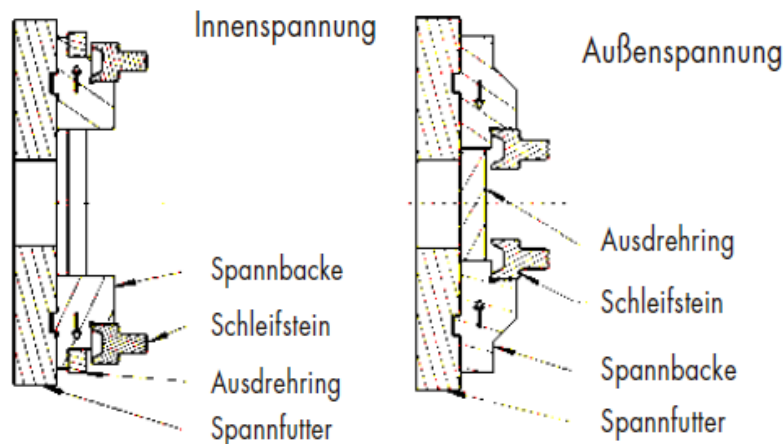 Innenspannung
Spannbacke
Schleifstein
Ausdrehring
Spannfutter
Außenspannung
Ausdrehring
Schleifstein
Spannbacke
Spannfutter